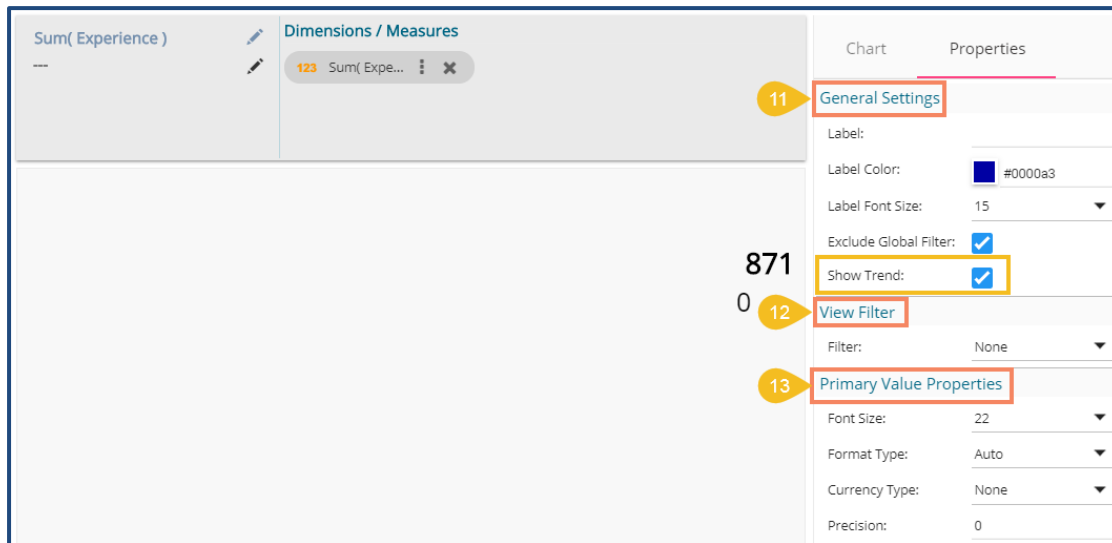 Sum( Experience )
---
Dimensions / Measures
123 Sum( Expe...
871
0
Chart Properties
11 General Settings
Label:
Label Color: #0000a3
Label Font Size: 15
Exclude Global Filter:
Show Trend:
12 View Filter
Filter: None
13 Primary Value Properties
Font Size: 22
Format Type: Auto
Currency Type: None
Precision: 0